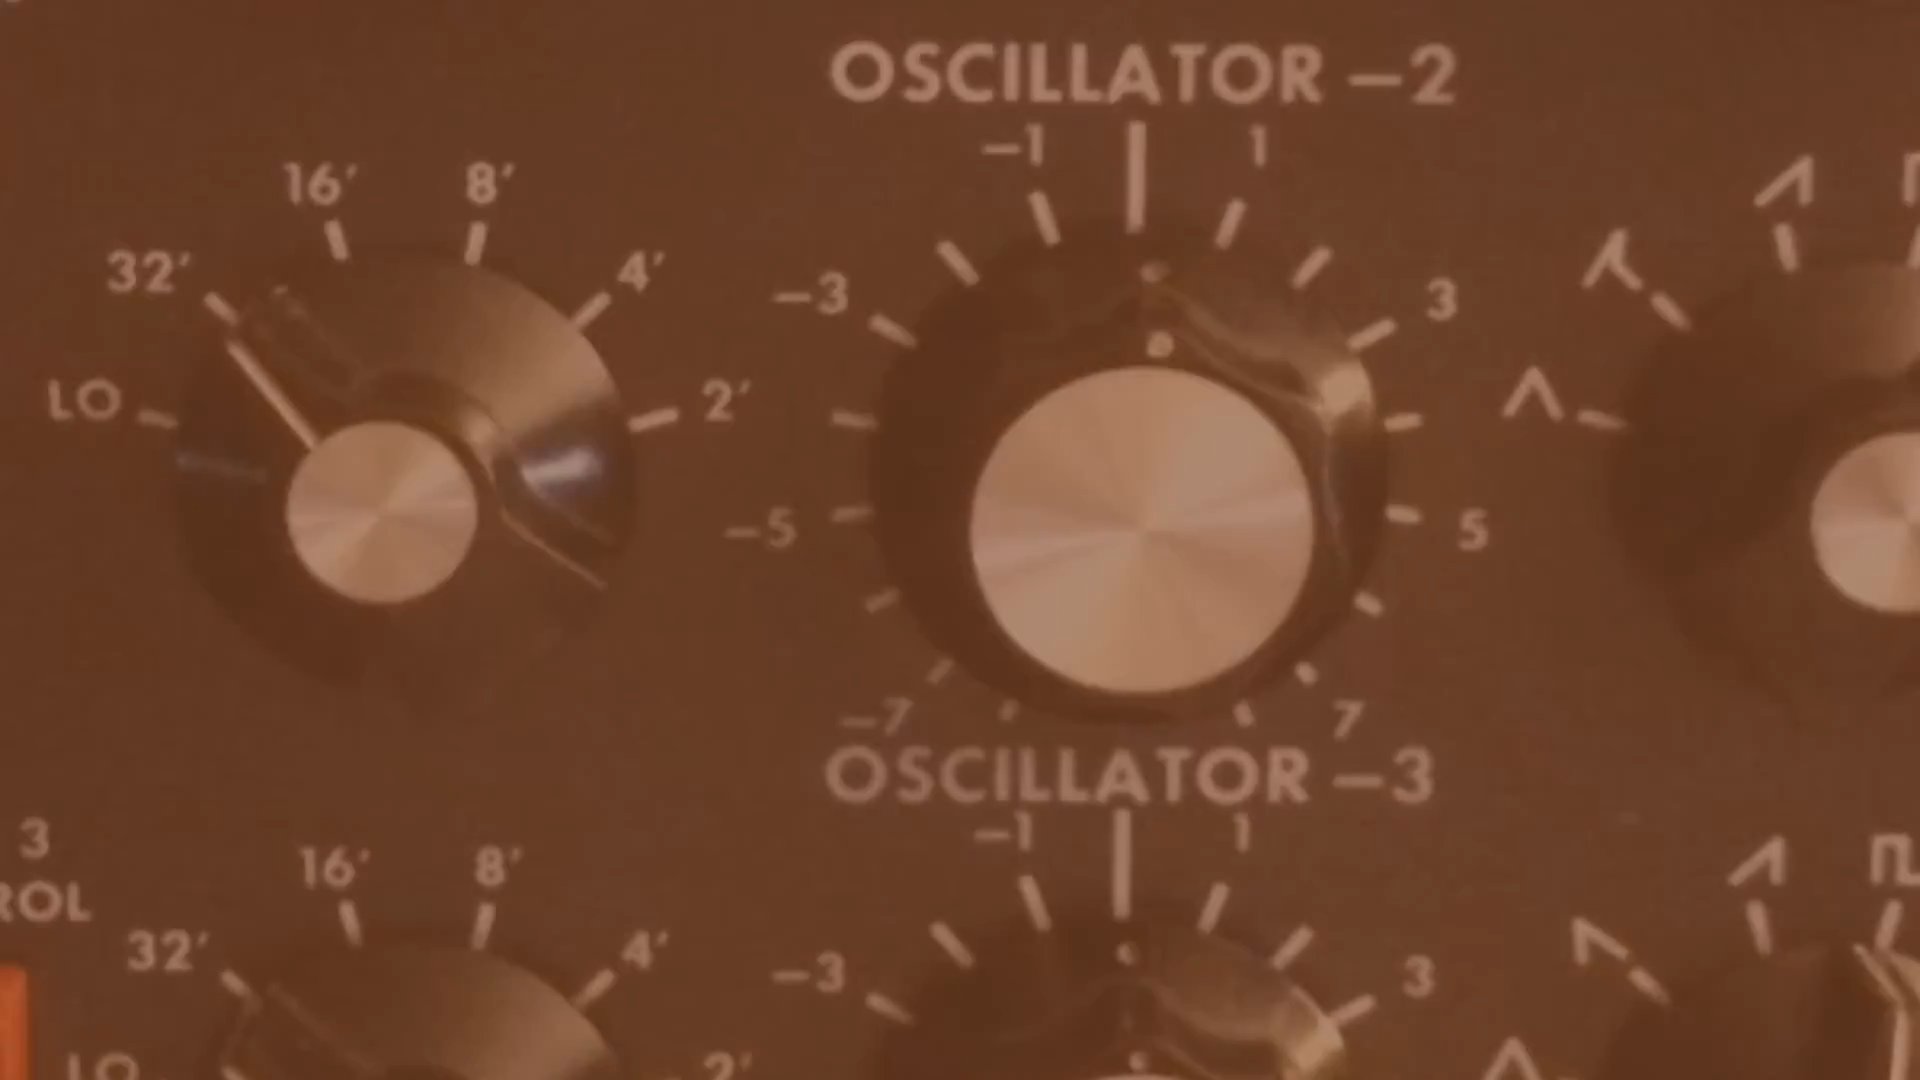 OSCILLATOR –2
–1 1
16′ 8′
32′ 4′ –3 3
LO 2′
–5 5
–7 7
OSCILLATOR –3
–1 1
3
16′ 8′
ROL
32′ 4′ –3 3
LO 2′